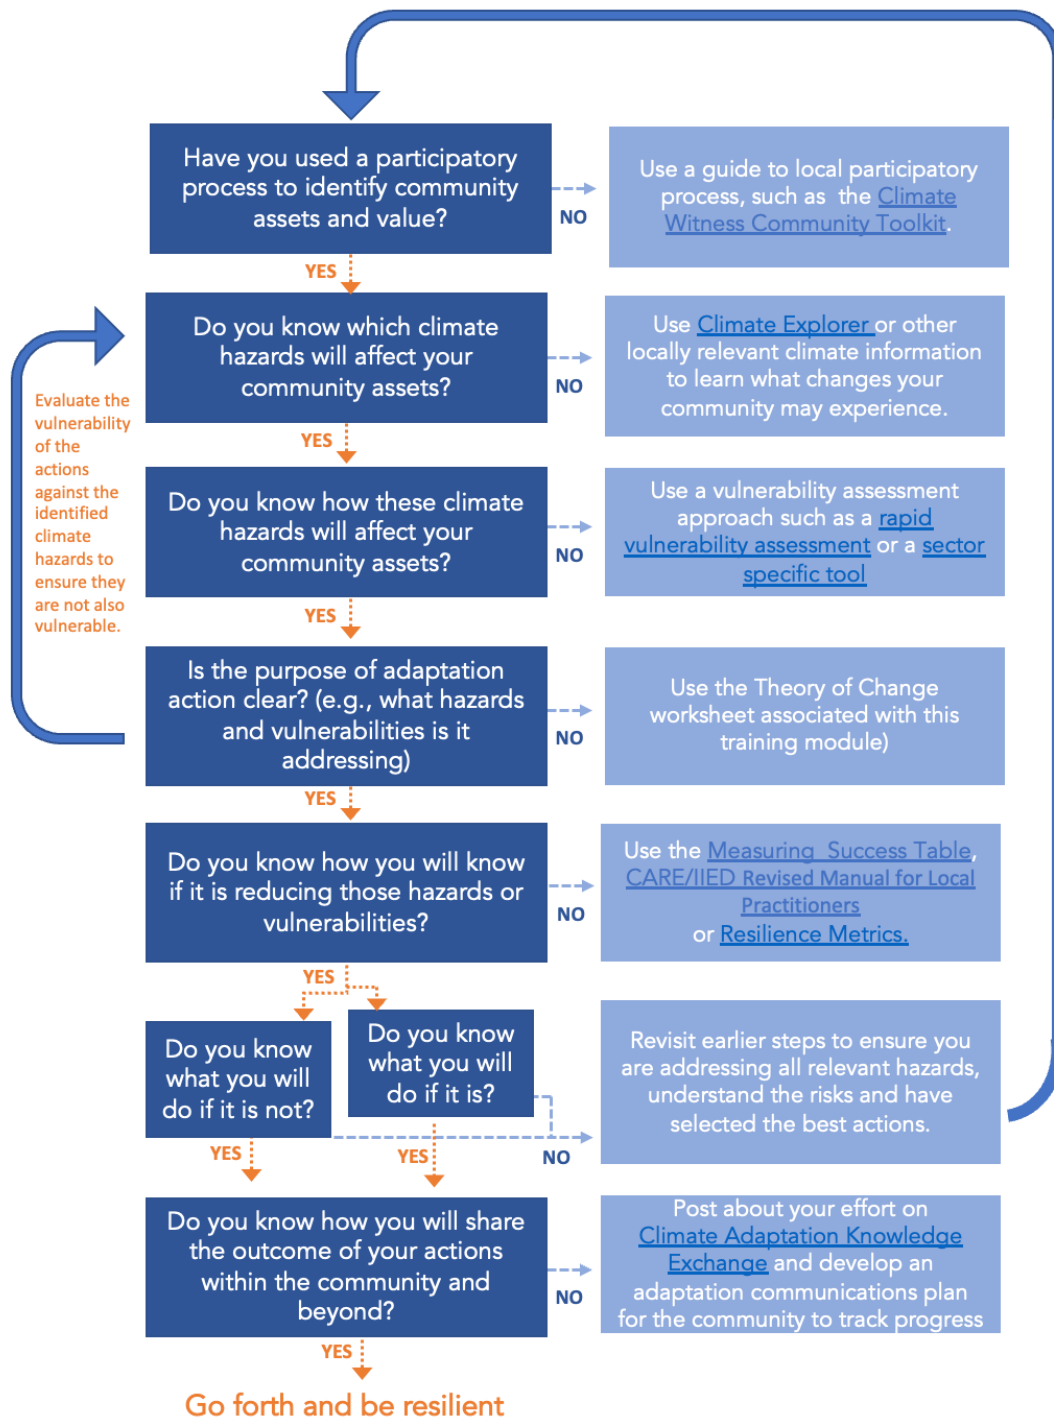 Have you used a participatory
process to identify community
assets and value?
NO
Use a guide to local participatory
process, such as the Climate
Witness Community Toolkit.
YES
Do you know which climate
hazards will affect your
community assets?
NO
Use Climate Explorer or other
locally relevant climate information
to learn what changes your
community may experience.
Evaluate the
vulnerability
of the
actions
against the
identified
climate
hazards to
ensure they
are not also
vulnerable.
YES
Do you know how these climate
hazards will affect your
community assets?
NO
Use a vulnerability assessment
approach such as a rapid
vulnerability assessment or a sector
specific tool
YES
Is the purpose of adaptation
action clear? (e.g., what hazards
and vulnerabilities is it
addressing)
NO
Use the Theory of Change
worksheet associated with this
training module)
YES
Do you know how you will know
if it is reducing those hazards or
vulnerabilities?
NO
Use the Measuring Success Table,
CARE/IIED Revised Manual for Local
Practitioners
or Resilience Metrics.
YES
Do you know
what you will
do if it is not?
Do you know
what you will
do if it is?
NO
Revisit earlier steps to ensure you
are addressing all relevant hazards,
understand the risks and have
selected the best actions.
YES
YES
Do you know how you will share
the outcome of your actions
within the community and
beyond?
NO
Post about your effort on
Climate Adaptation Knowledge
Exchange and develop an
adaptation communications plan
for the community to track progress
YES
Go forth and be resilient